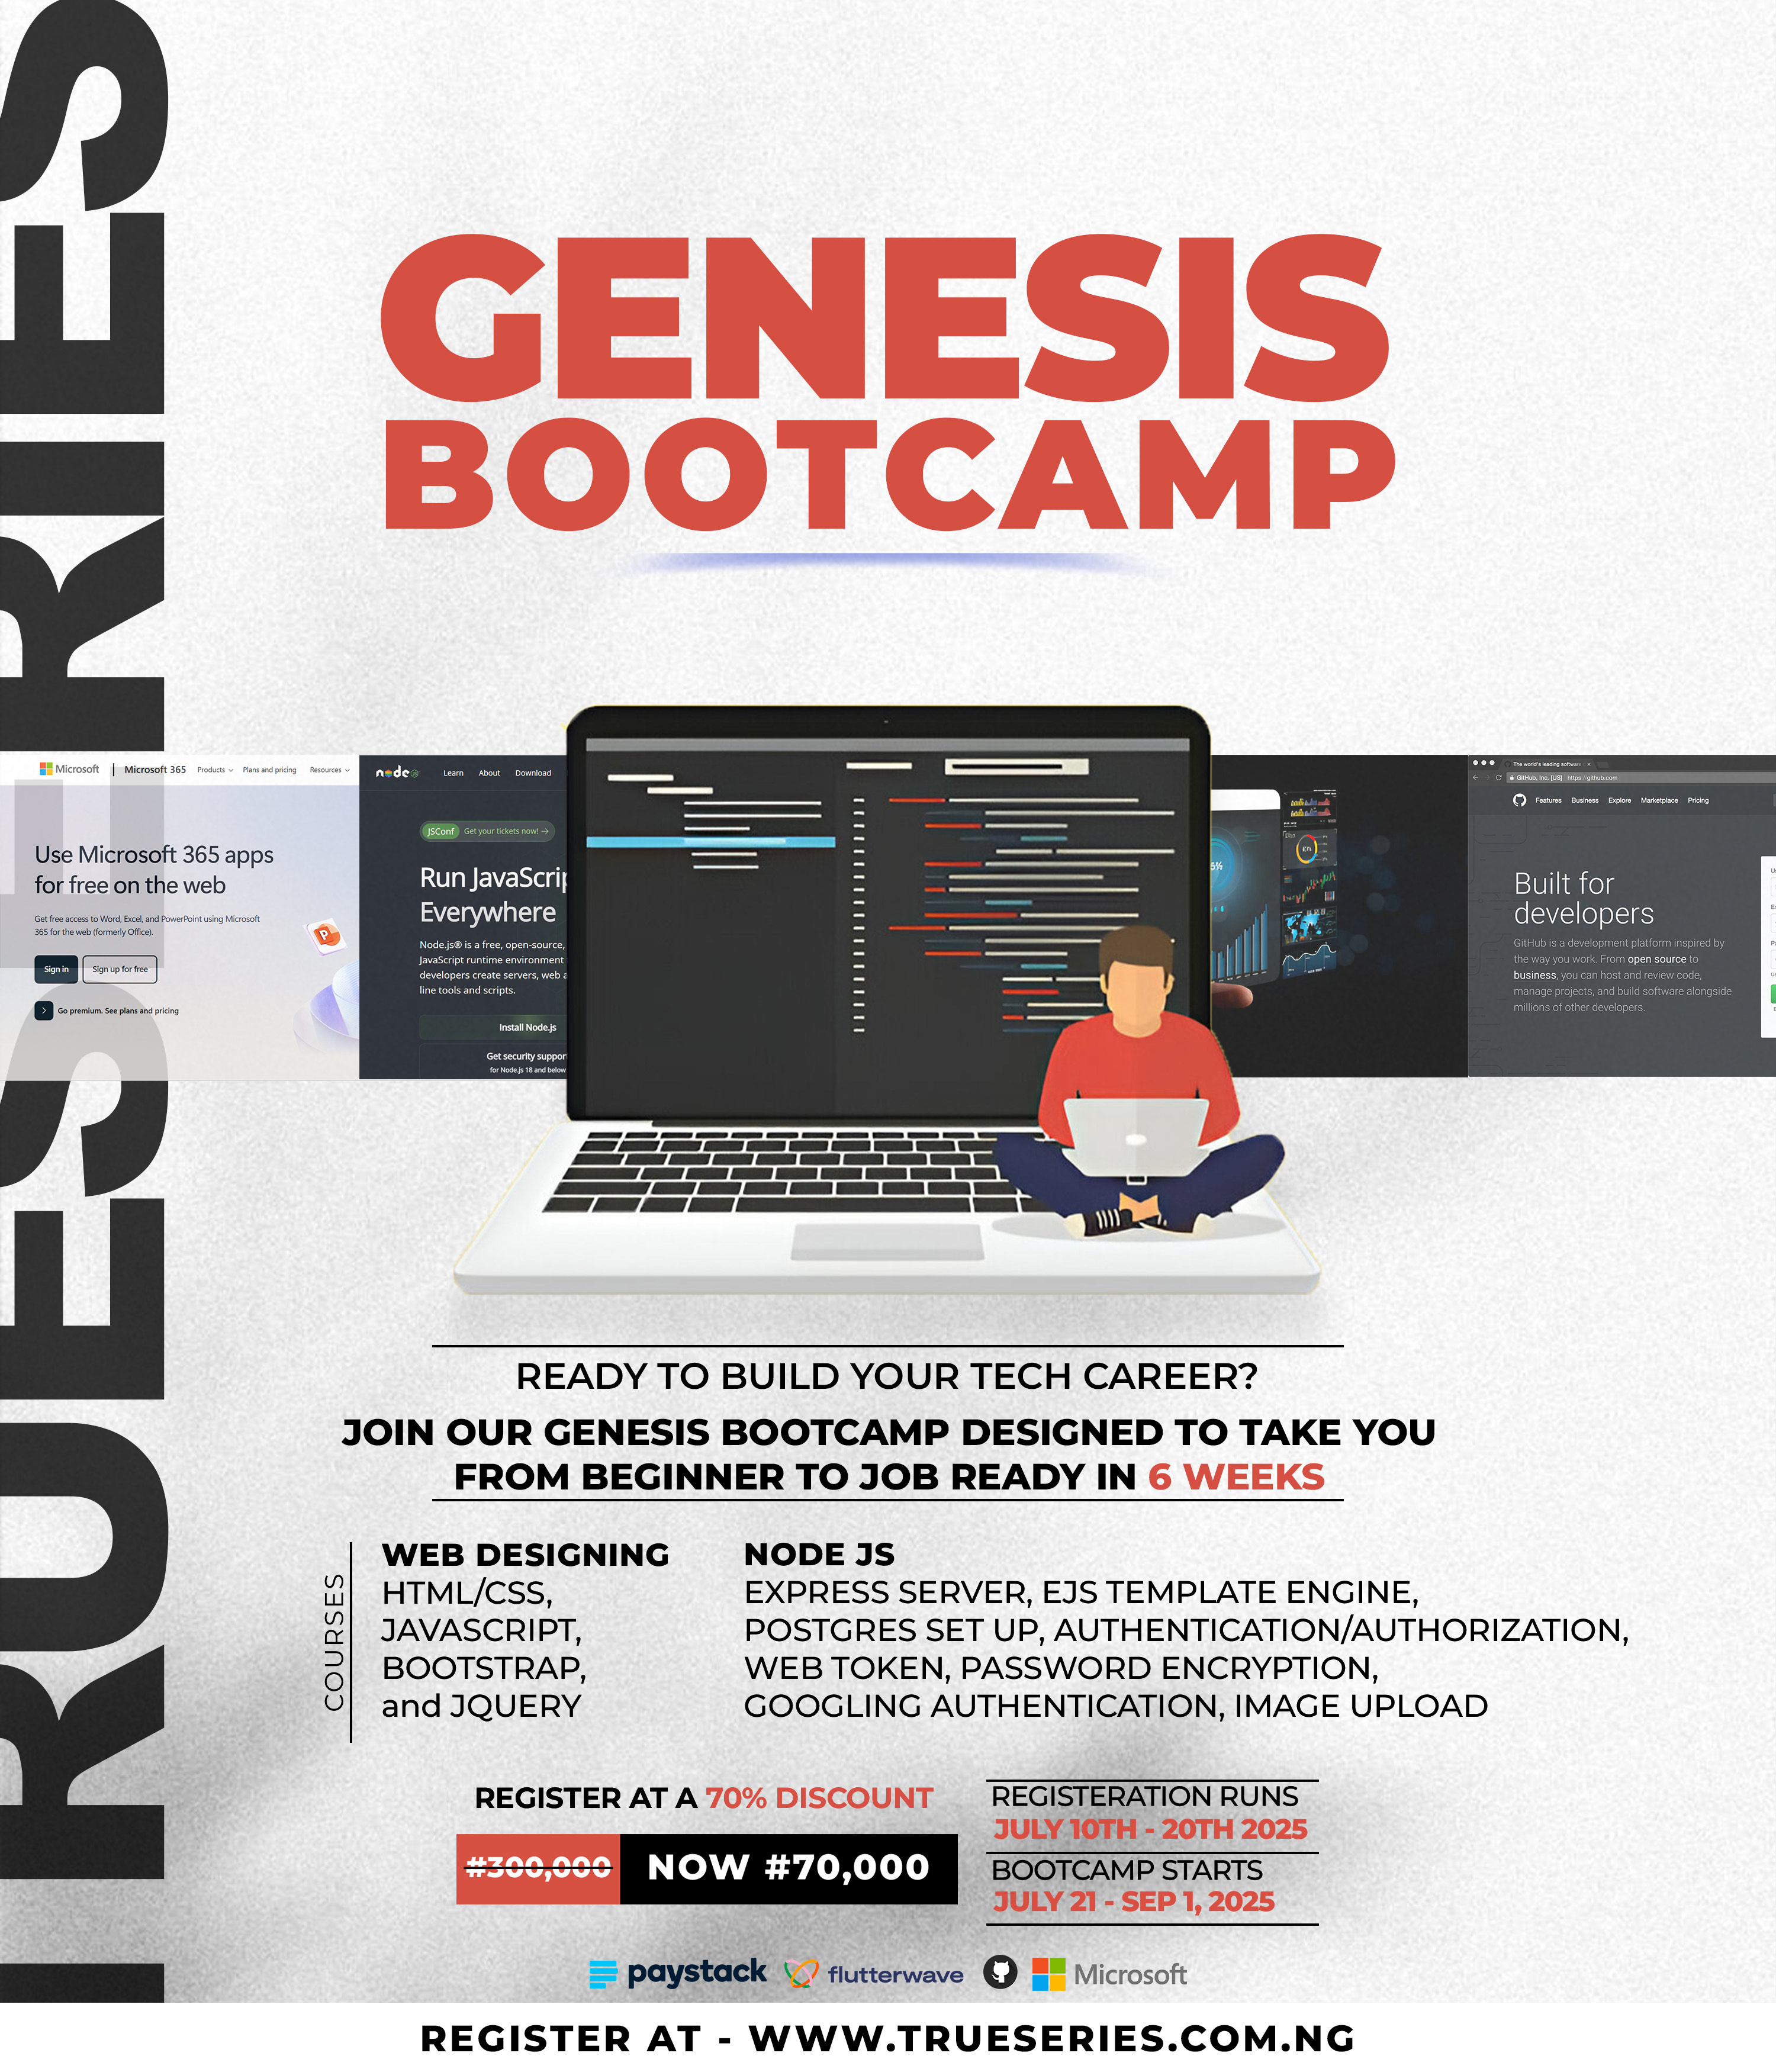 TRUESERIES
GENESIS
BOOTCAMP
Microsoft | Microsoft 365 Products Plans and pricing Resources
Use Microsoft 365 apps
for free on the web
Get free access to Word, Excel, and PowerPoint using Microsoft
365 for the web (formerly Office).
Sign in Sign up for free
Go premium. See plans and pricing
node Learn About Download
JSConf Get your tickets now!
Run JavaScrip
Everywhere
Node.js® is a free, open-source,
JavaScript runtime environment
developers create servers, web a
line tools and scripts.
Install Node.js
Get security suppor
for Node.js 18 and below
The world's leading software
GitHub, Inc. [US] https://github.com
Features Business Explore Marketplace Pricing
Built for
developers
GitHub is a development platform inspired by
the way you work. From open source to
business, you can host and review code,
manage projects, and build software alongside
millions of other developers.
READY TO BUILD YOUR TECH CAREER?
JOIN OUR GENESIS BOOTCAMP DESIGNED TO TAKE YOU
FROM BEGINNER TO JOB READY IN 6 WEEKS
COURSES
WEB DESIGNING
HTML/CSS,
JAVASCRIPT,
BOOTSTRAP,
and JQUERY
NODE JS
EXPRESS SERVER, EJS TEMPLATE ENGINE,
POSTGRES SET UP, AUTHENTICATION/AUTHORIZATION,
WEB TOKEN, PASSWORD ENCRYPTION,
GOOGLING AUTHENTICATION, IMAGE UPLOAD
REGISTER AT A 70% DISCOUNT
#300,000 NOW #70,000
REGISTERATION RUNS
JULY 10TH - 20TH 2025
BOOTCAMP STARTS
JULY 21 - SEP 1, 2025
paystack flutterwave Microsoft
REGISTER AT - WWW.TRUESERIES.COM.NG